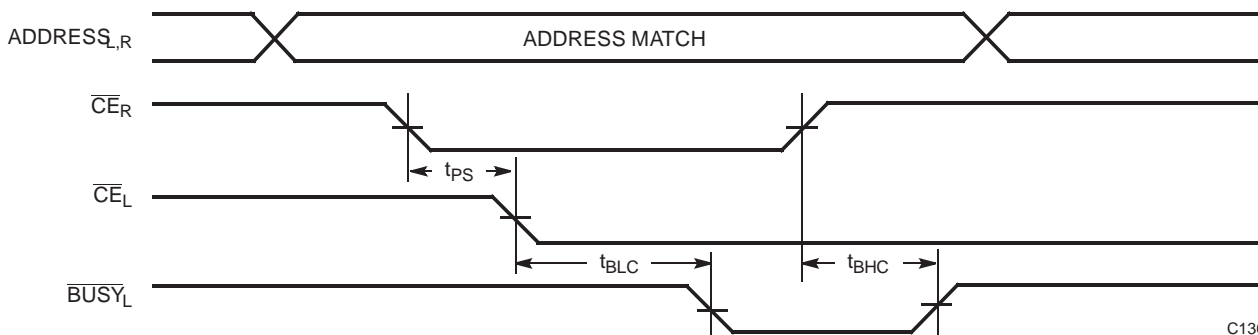 ADDRESSL,R
ADDRESS MATCH
CER
tPS
CEL
tBLC
tBHC
BUSYL